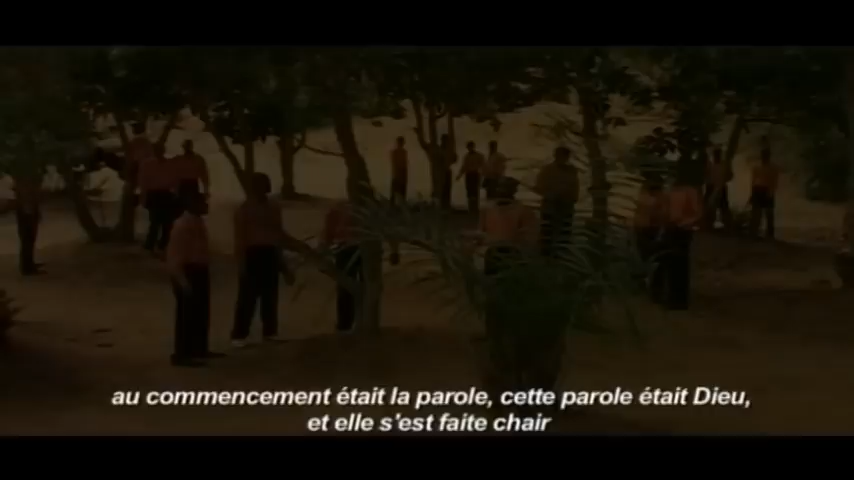 au commencement était la parole, cette parole était Dieu,
et elle s'est faite chair